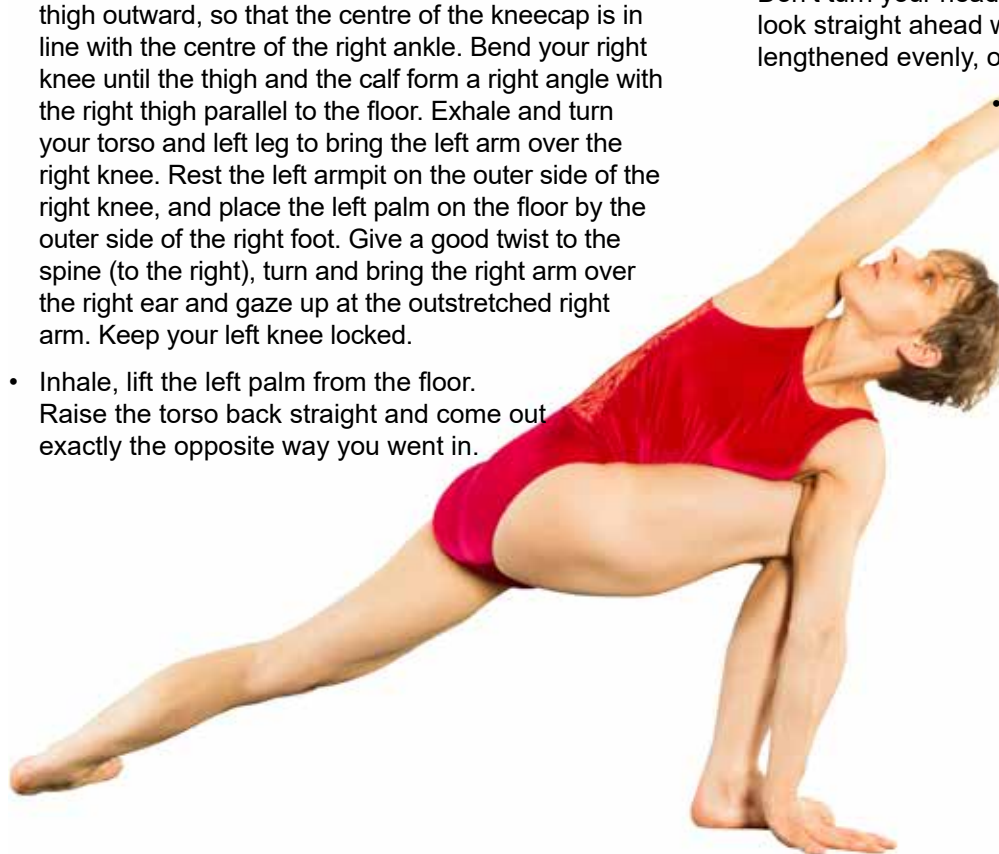 thigh outward, so that the centre of the kneecap is in
line with the centre of the right ankle. Bend your right
knee until the thigh and the calf form a right angle with
the right thigh parallel to the floor. Exhale and turn
your torso and left leg to bring the left arm over the
right knee. Rest the left armpit on the outer side of the
right knee, and place the left palm on the floor by the
outer side of the right foot. Give a good twist to the
spine (to the right), turn and bring the right arm over
the right ear and gaze up at the outstretched right
arm. Keep your left knee locked.
• Inhale, lift the left palm from the floor.
Raise the torso back straight and come out
exactly the opposite way you went in.
look straight ahead
lengthened evenly,
•